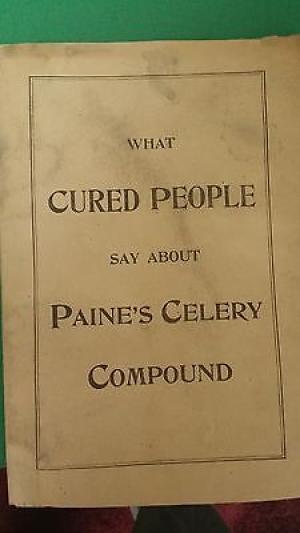 WHAT
CURED PEOPLE
SAY ABOUT
PAINE'S CELERY
COMPOUND